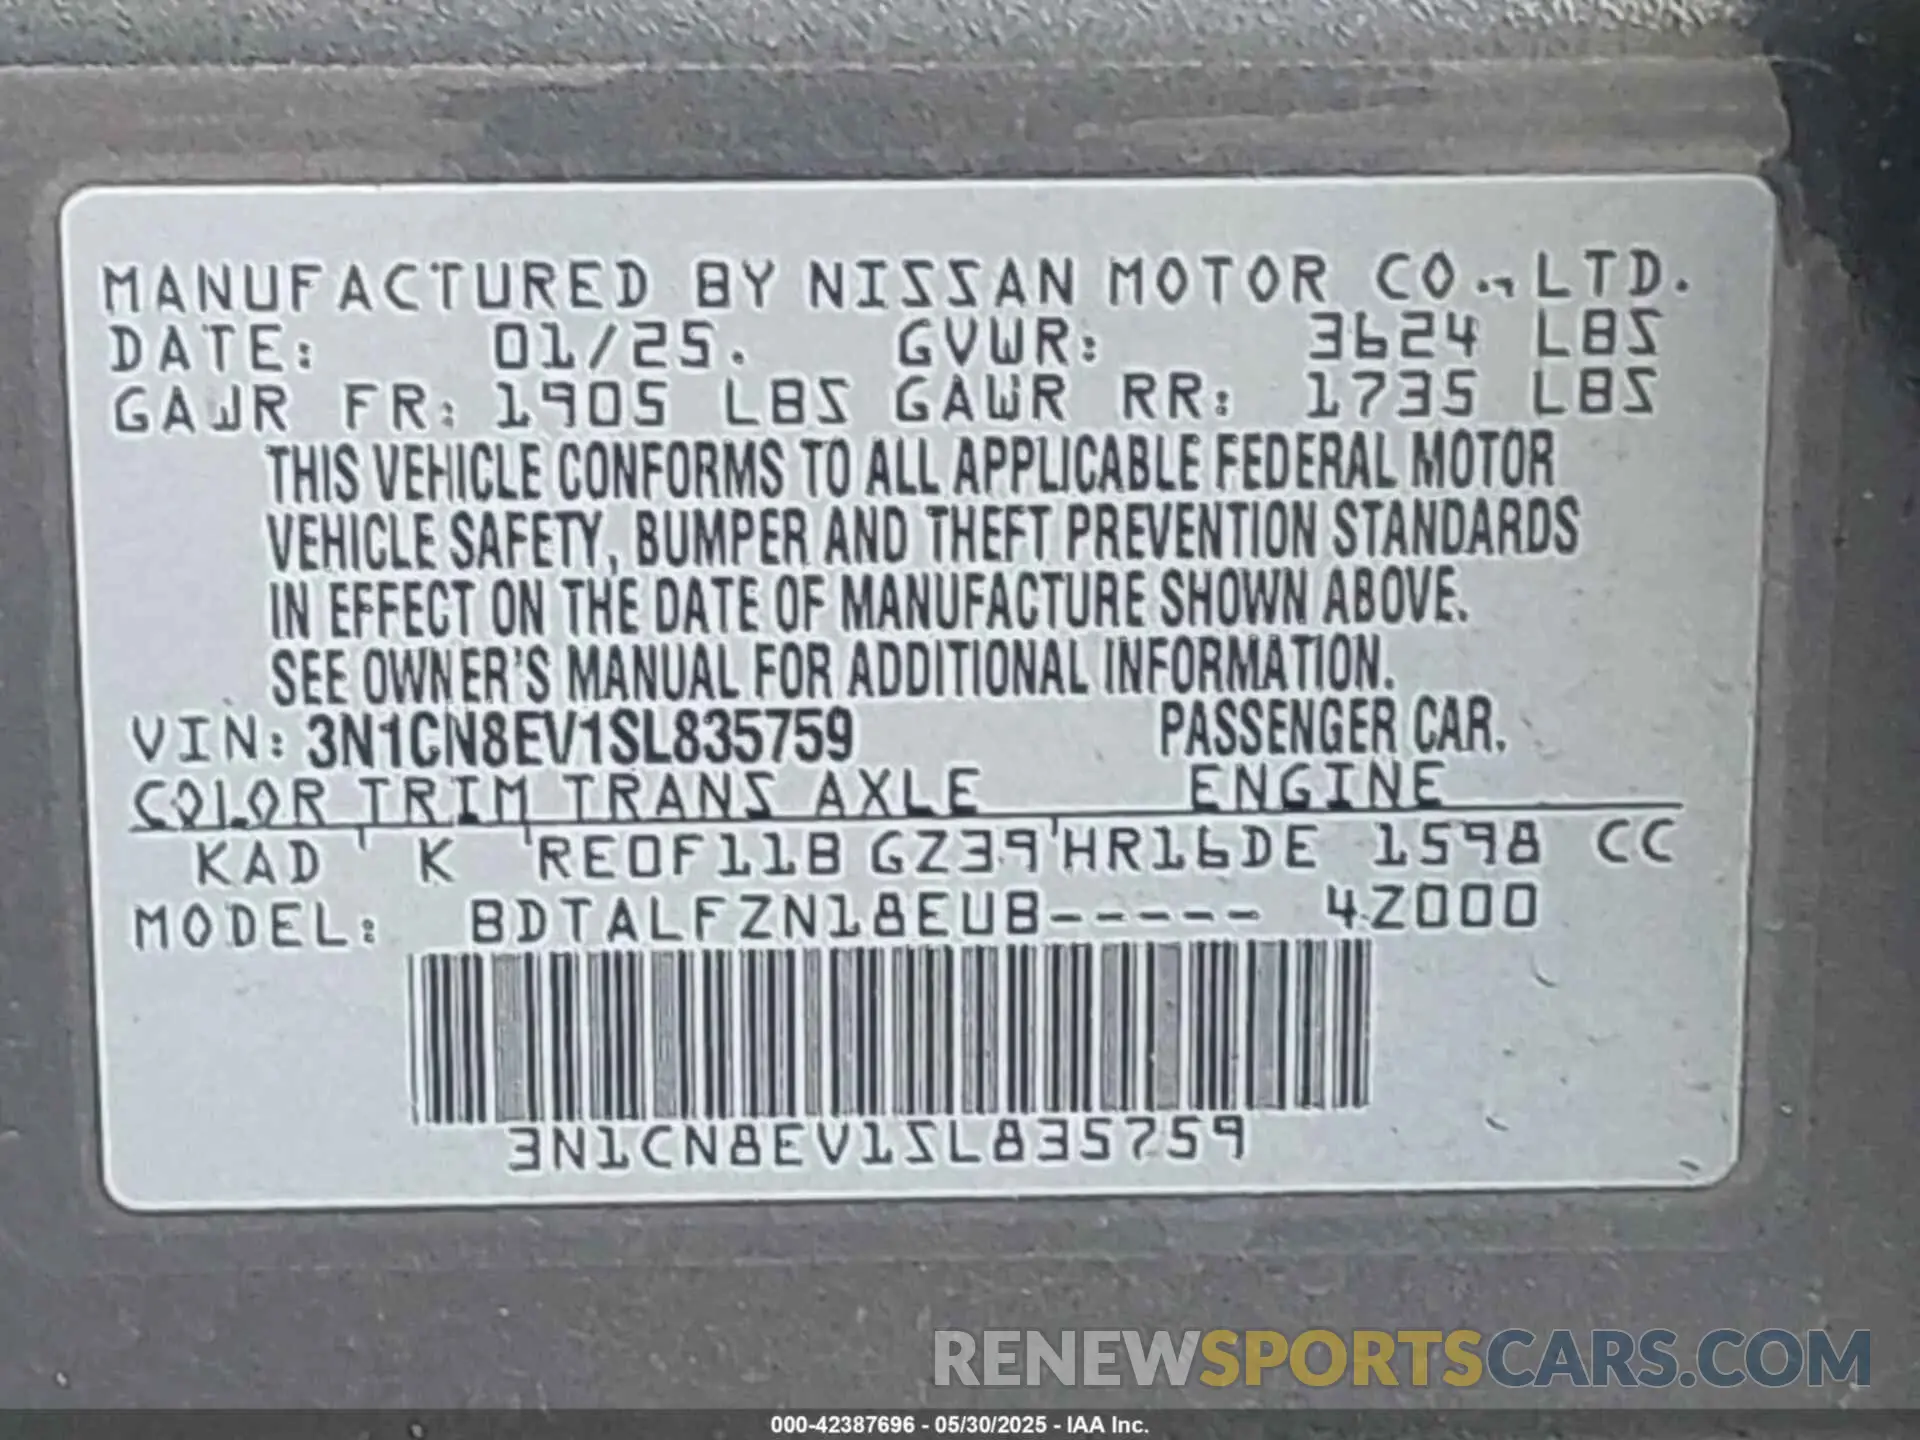 MANUFACTURED BY NISSAN MOTOR CO., LTD.
DATE: 01/25. GVWR: 3624 LBS
GAWR FR: 1905 LBS GAWR RR: 1735 LBS
THIS VEHICLE CONFORMS TO ALL APPLICABLE FEDERAL MOTOR
VEHICLE SAFETY, BUMPER AND THEFT PREVENTION STANDARDS
IN EFFECT ON THE DATE OF MANUFACTURE SHOWN ABOVE.
SEE OWNER'S MANUAL FOR ADDITIONAL INFORMATION.
VIN: 3N1CN8EV1SL835759 PASSENGER CAR.
COLOR TRIM TRANS AXLE ENGINE
KAD K RE0F11B GZ39 HR16DE 1598 CC
MODEL: BDTALFZN18EUB----- 4Z000
3N1CN8EV1SL835759
RENEWSPORTSCARS.COM
000-42387696 - 05/30/2025 - IAA Inc.